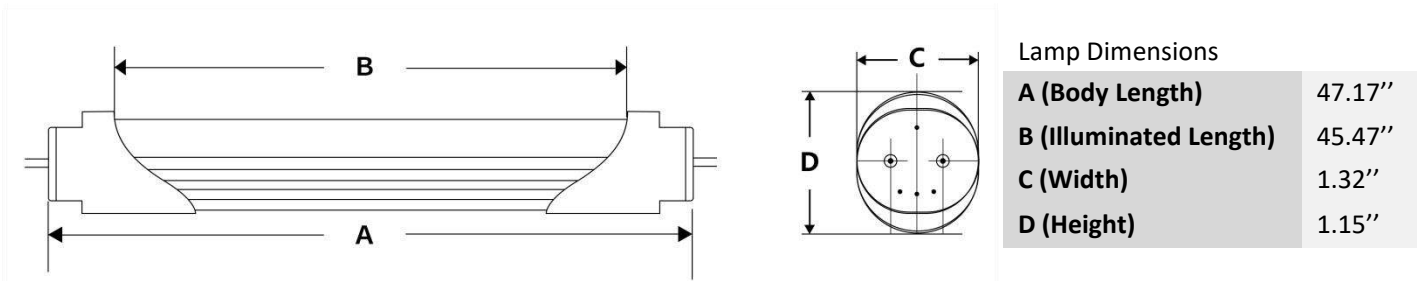 B
A
C
D
Lamp Dimensions
A (Body Length) 47.17’’
B (Illuminated Length) 45.47’’
C (Width) 1.32’’
D (Height) 1.15’’